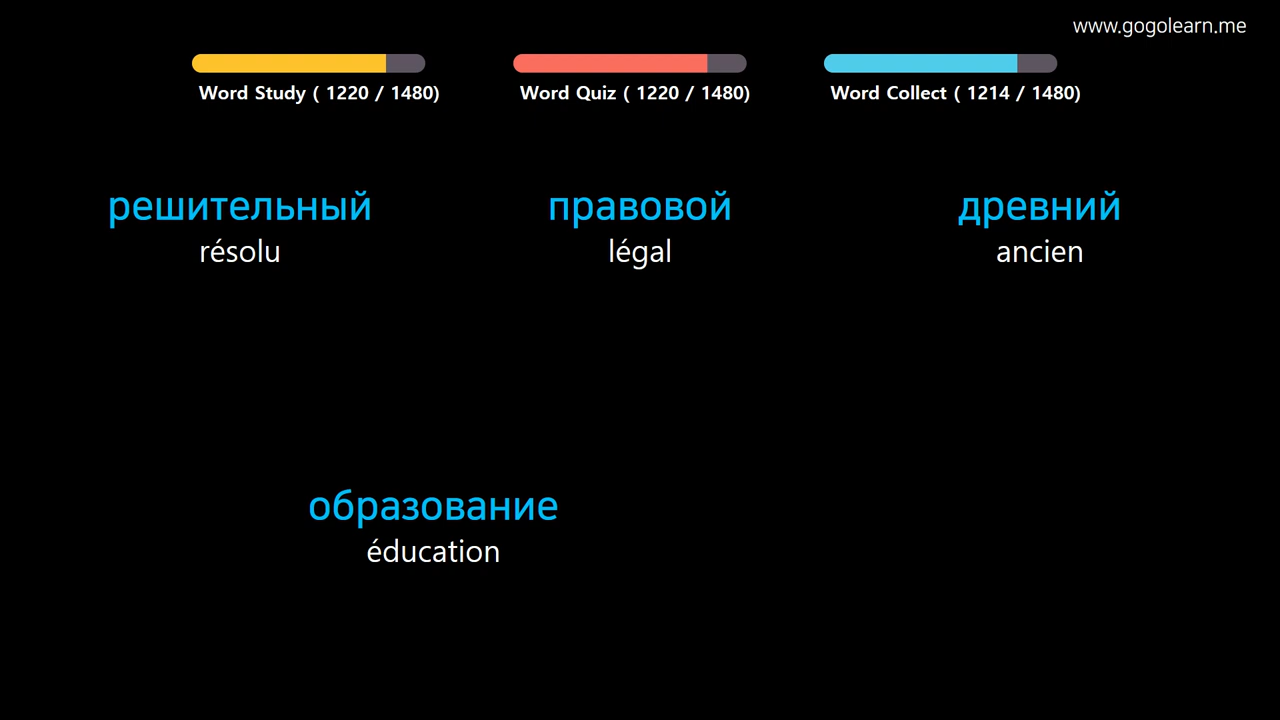 www.gogolearn.me
Word Study ( 1220 / 1480)
Word Quiz ( 1220 / 1480)
Word Collect ( 1214 / 1480)
решительный
résolu
правовой
légal
древний
ancien
образование
éducation